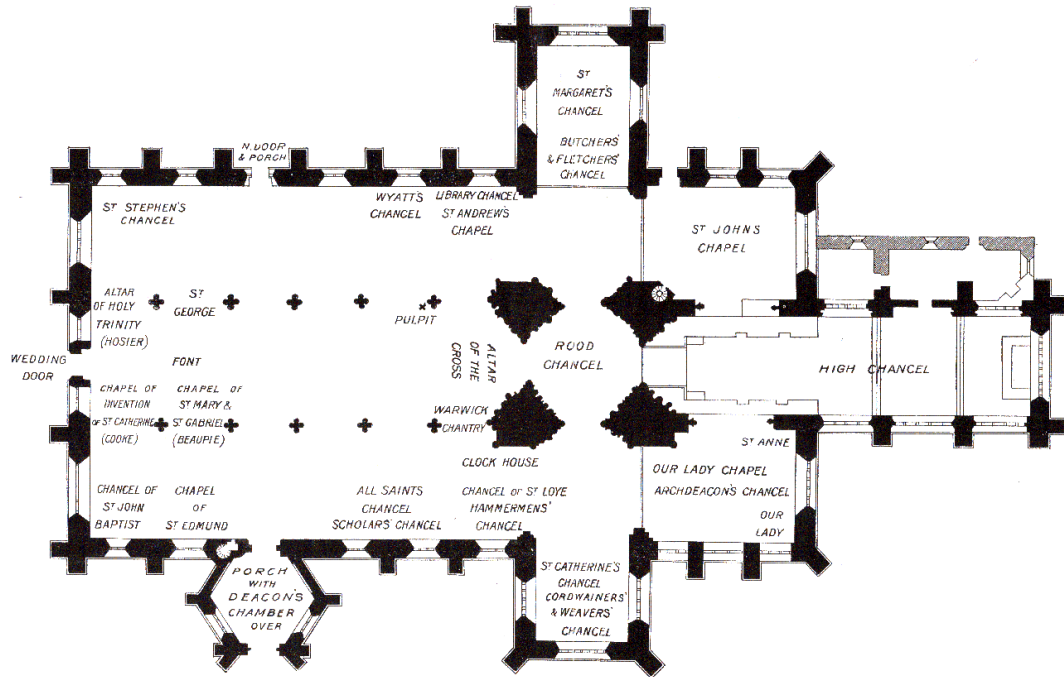 ST
MARGARET'S
CHANCEL
BUTCHERS'
& FLETCHERS'
CHANCEL
N. DOOR
& PORCH
ST STEPHEN'S
CHANCEL
WYATT'S
CHANCEL
LIBRARY CHANCEL
ST ANDREW'S
CHAPEL
ST JOHNS
CHAPEL
ALTAR
OF HOLY
TRINITY
(HOSIER)
ST
GEORGE
PULPIT
ALTAR
OF THE
CROSS
ROOD
CHANCEL
WEDDING
DOOR
FONT
HIGH CHANCEL
CHAPEL OF
INVENTION
OF ST CATHERINE
(COOKE)
CHAPEL OF
ST MARY &
ST GABRIEL
(BEAUPIE)
WARWICK
CHANTRY
CLOCK HOUSE
ST ANNE
OUR LADY CHAPEL
ARCHDEACON'S CHANCEL
OUR
LADY
CHANCEL OF
ST JOHN
BAPTIST
CHAPEL
OF
ST EDMUND
ALL SAINTS
CHANCEL
SCHOLARS' CHANCEL
CHANCEL OF ST LOYE
HAMMERMENS'
CHANCEL
PORCH
WITH
DEACON'S
CHAMBER
OVER
ST CATHERINE'S
CHANCEL
CORDWAINERS'
& WEAVERS'
CHANCEL